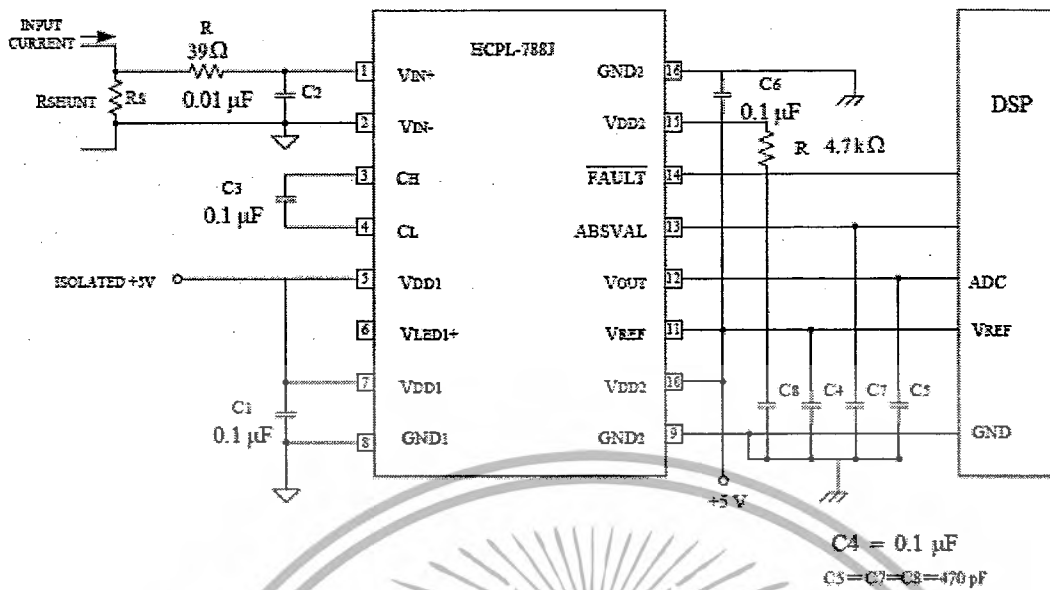 INPUT
CURRENT
R
39Ω
RSHUNT
RS
0.01 μF
C2
C3
0.1 μF
ISOLATED +5V
C1
0.1 μF
HCPL-788J
1
VIN+
2
VIN-
3
CH
4
CL
5
VDD1
6
VLED1+
7
VDD1
8
GND1
GND2
16
VDD2
15
FAULT
14
ABSVAL
13
VOUT
12
VREF
11
VDD2
10
GND2
9
C6
0.1 μF
R 4.7kΩ
C8
C4
C7
C5
+5 V
DSP
ADC
VREF
GND
C4 = 0.1 μF
C5=C7=C8=470 pF